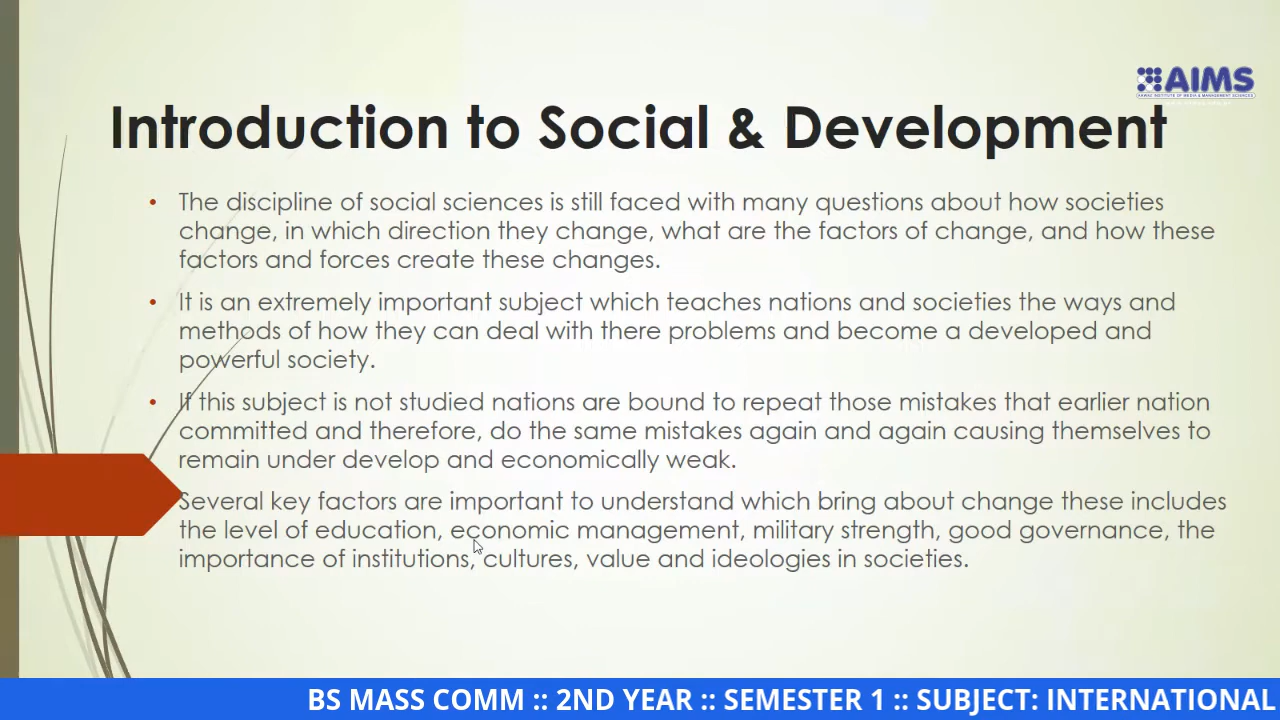 AIMS
Introduction to Social & Development
• The discipline of social sciences is still faced with many questions about how societies
change, in which direction they change, what are the factors of change, and how these
factors and forces create these changes.
• It is an extremely important subject which teaches nations and societies the ways and
methods of how they can deal with there problems and become a developed and
powerful society.
• If this subject is not studied nations are bound to repeat those mistakes that earlier nation
committed and therefore, do the same mistakes again and again causing themselves to
remain under develop and economically weak.
Several key factors are important to understand which bring about change these includes
the level of education, economic management, military strength, good governance, the
importance of institutions, cultures, value and ideologies in societies.
BS MASS COMM :: 2ND YEAR :: SEMESTER 1 :: SUBJECT: INTERNATIONAL